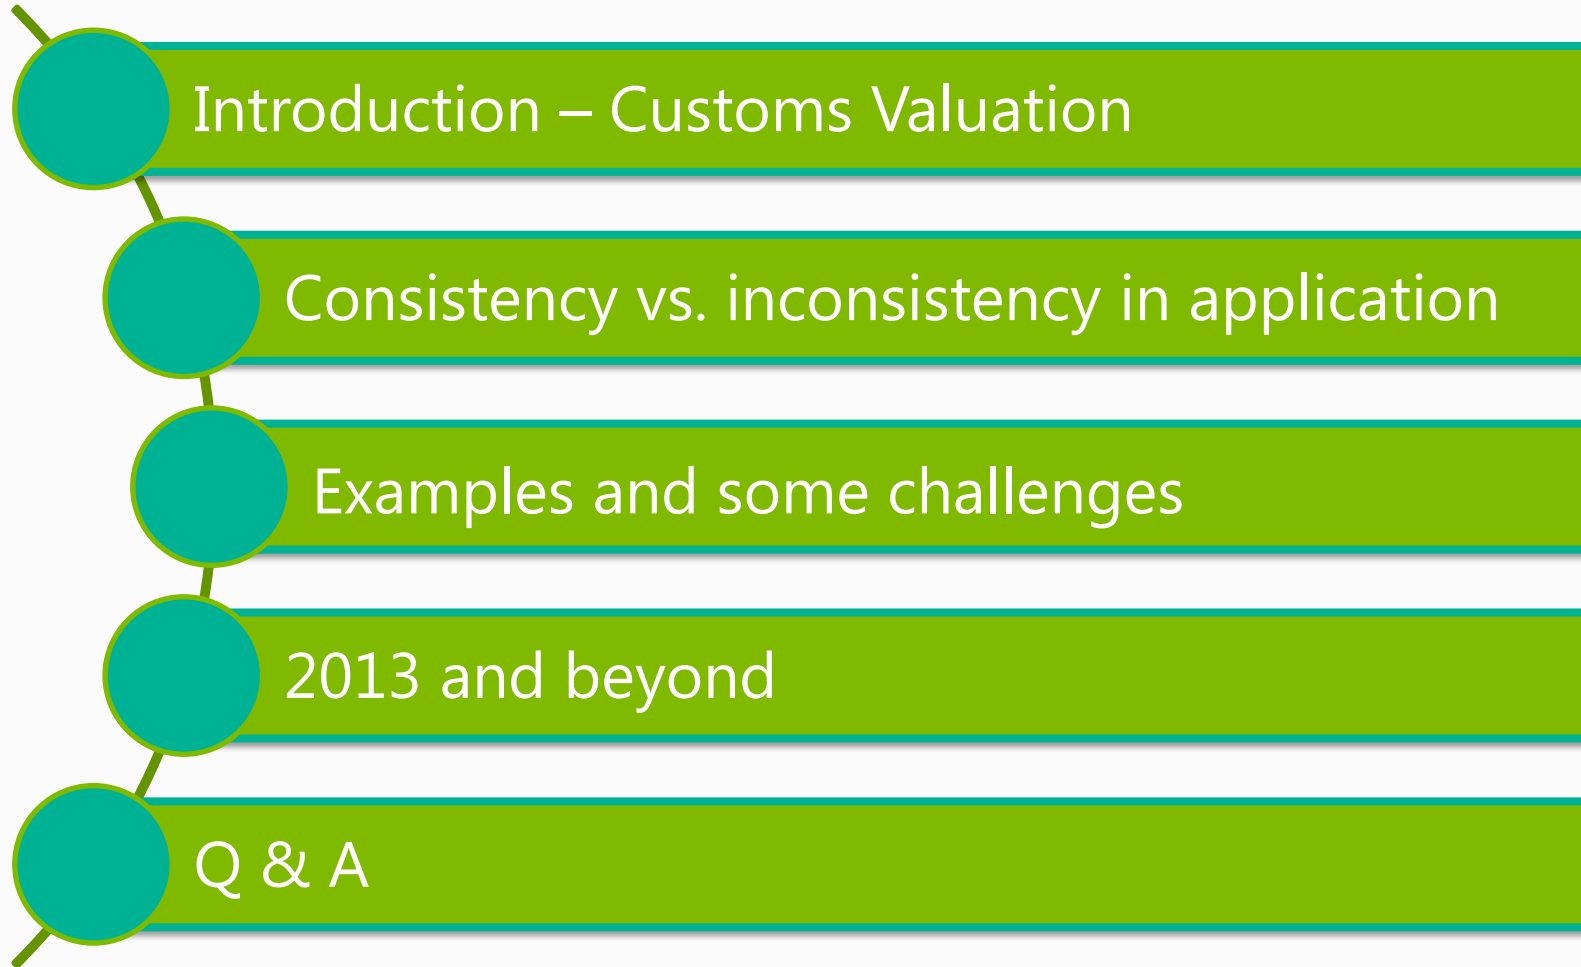 Introduction – Customs Valuation
Consistency vs. inconsistency in application
Examples and some challenges
2013 and beyond
Q & A